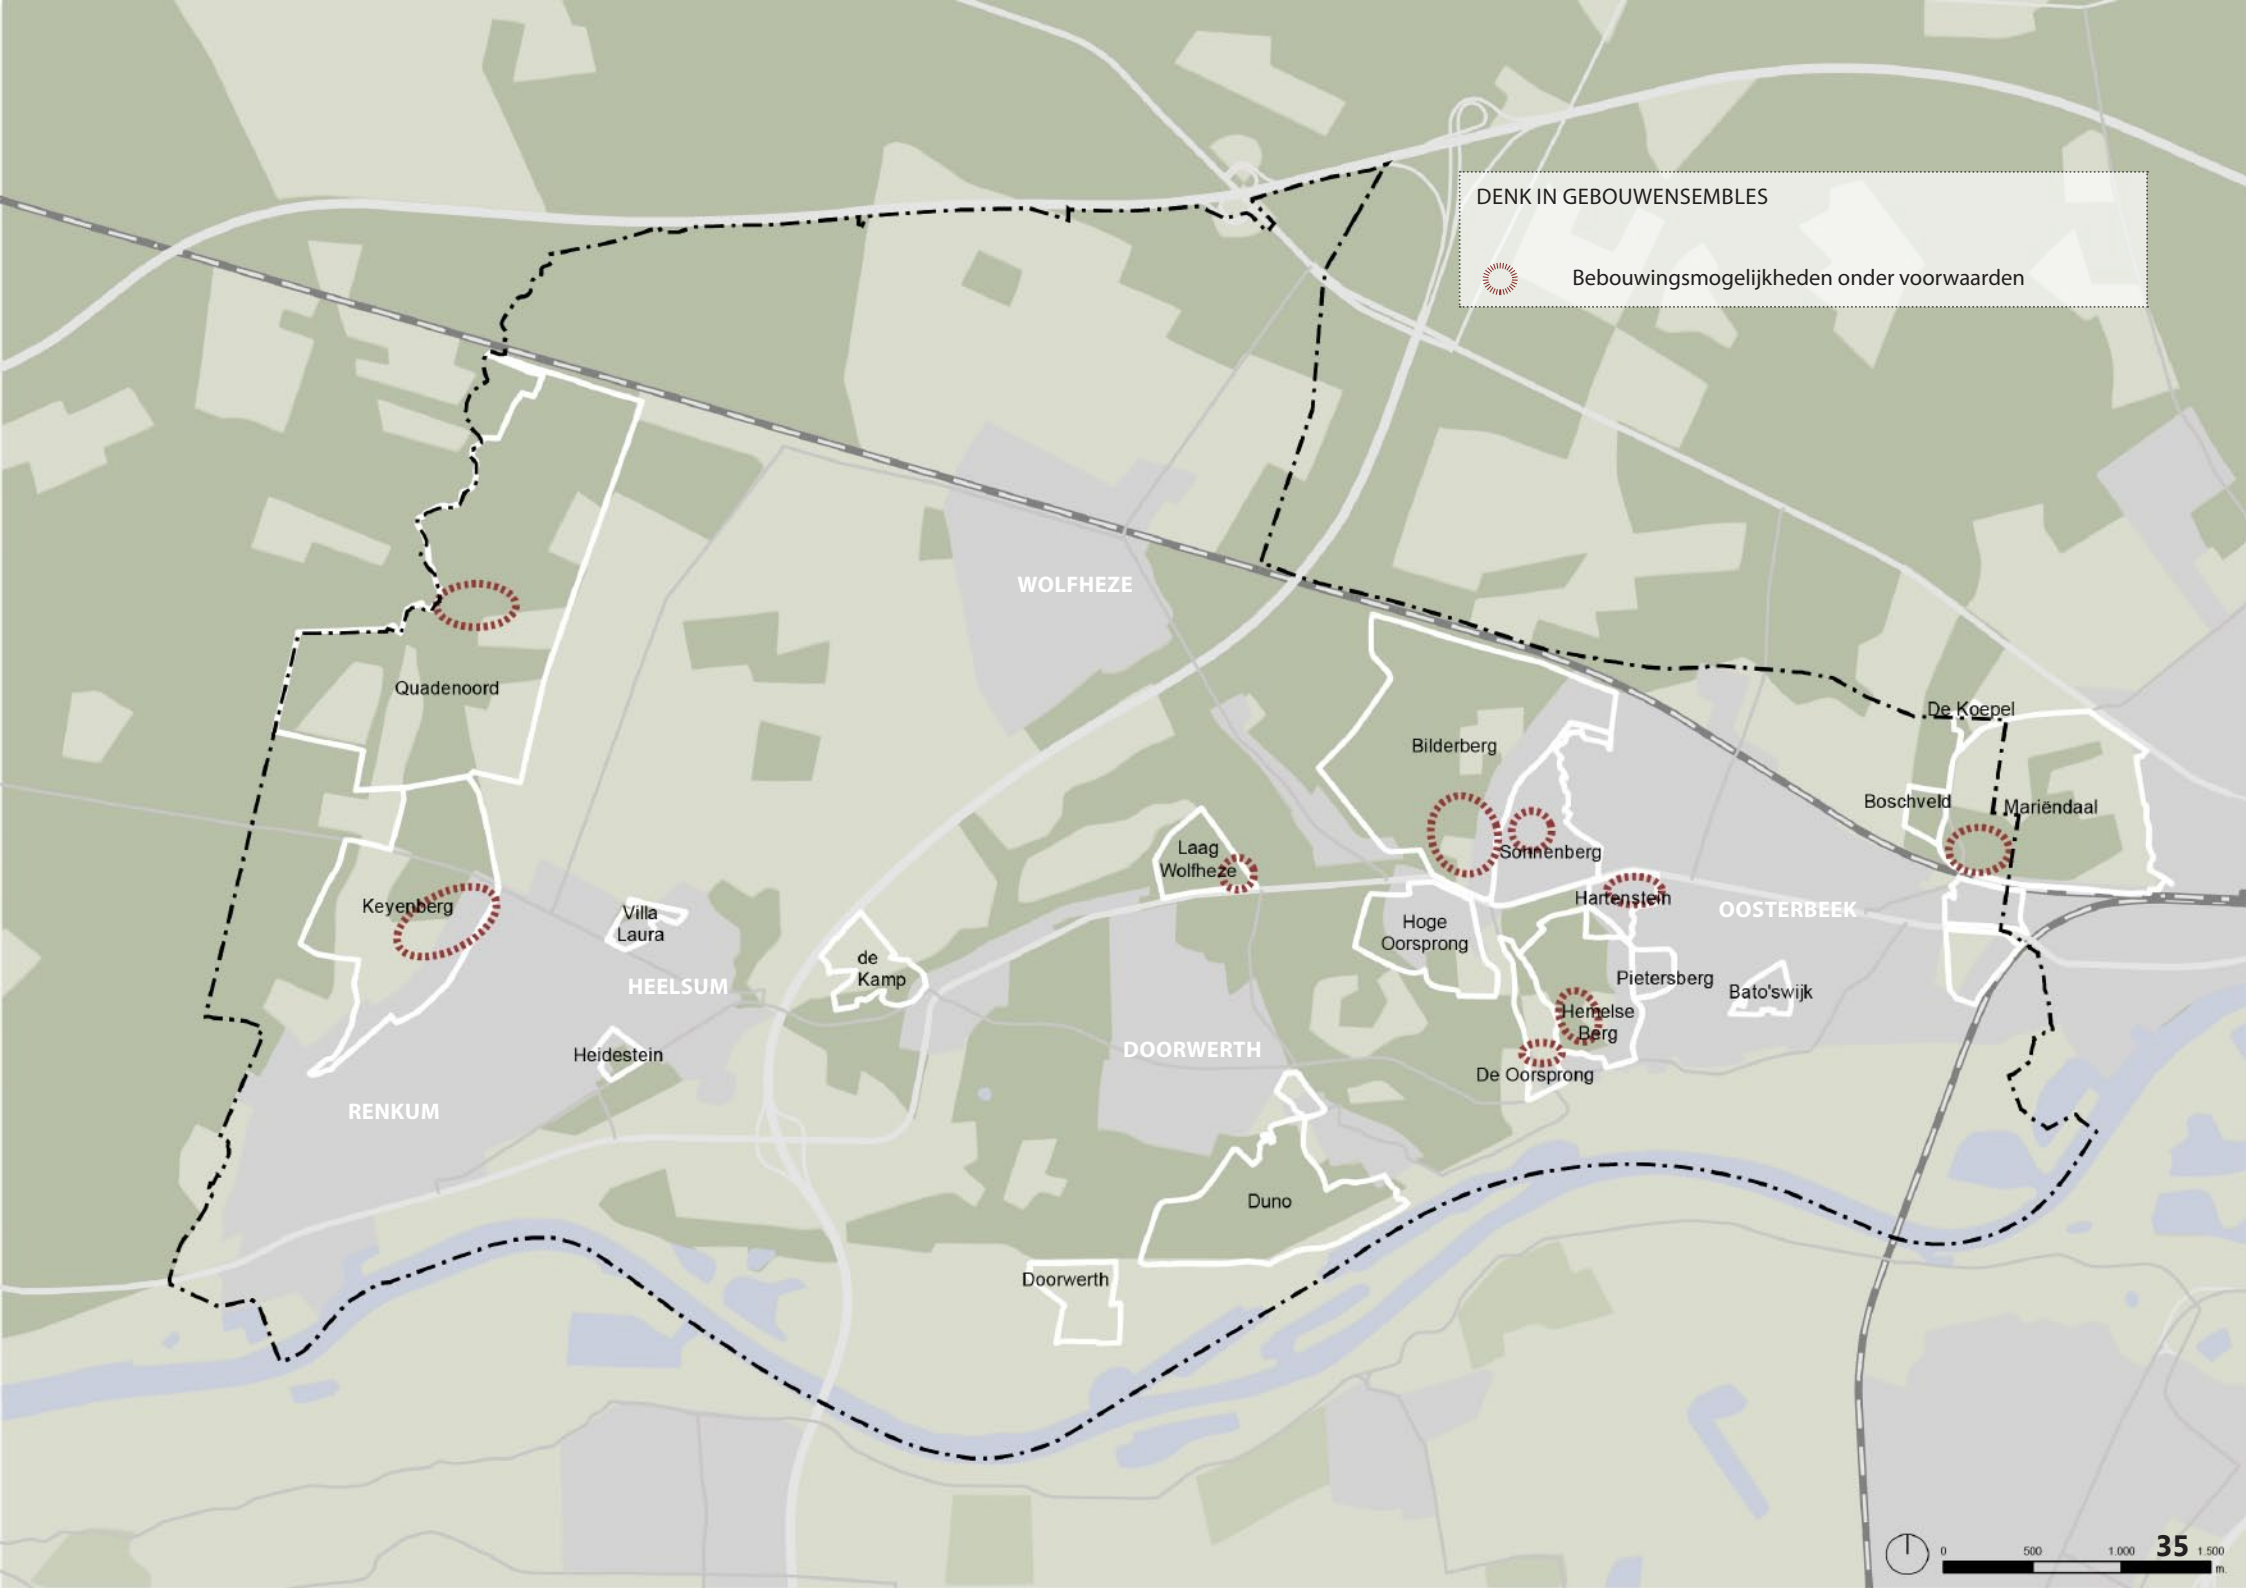 DENK IN GEBOUWENSEMBLES
Bebouwingsmogelijkheden onder voorwaarden
WOLFHEZE
Quadenoord
De Koepel
Bilderberg
Boschveld
Mariëndaal
Laag
Wolfheze
Sonnenberg
Hartenstein
OOSTERBEEK
Keyenberg
Villa
Laura
Hoge
Oorsprong
de
Kamp
HEELSUM
Pietersberg
Bato'swijk
Hemelse
Berg
Heidestein
DOORWERTH
De Oorsprong
RENKUM
Duno
Doorwerth
0 500 1.000 1.500
m.
35